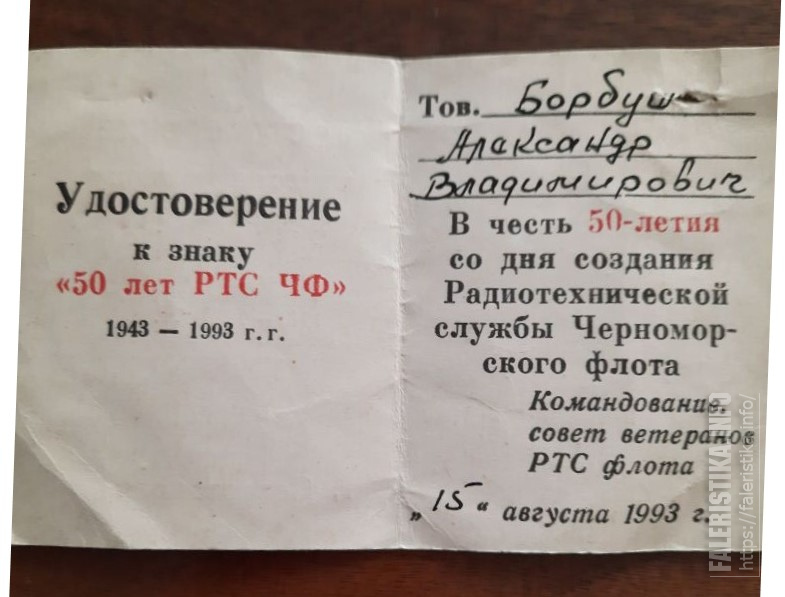 Удостоверение
к знаку
«50 лет РТС ЧФ»
1943 — 1993 г.г.
Тов. Борбуш
Александр
Владимирович
В честь 50-летия
со дня создания
Радиотехнической
службы Черномор-
ского флота
Командование,
совет ветеранов
РТС флота
„15“ августа 1993 г.
FALERISTIKA.INFO
https://faleristika.info/